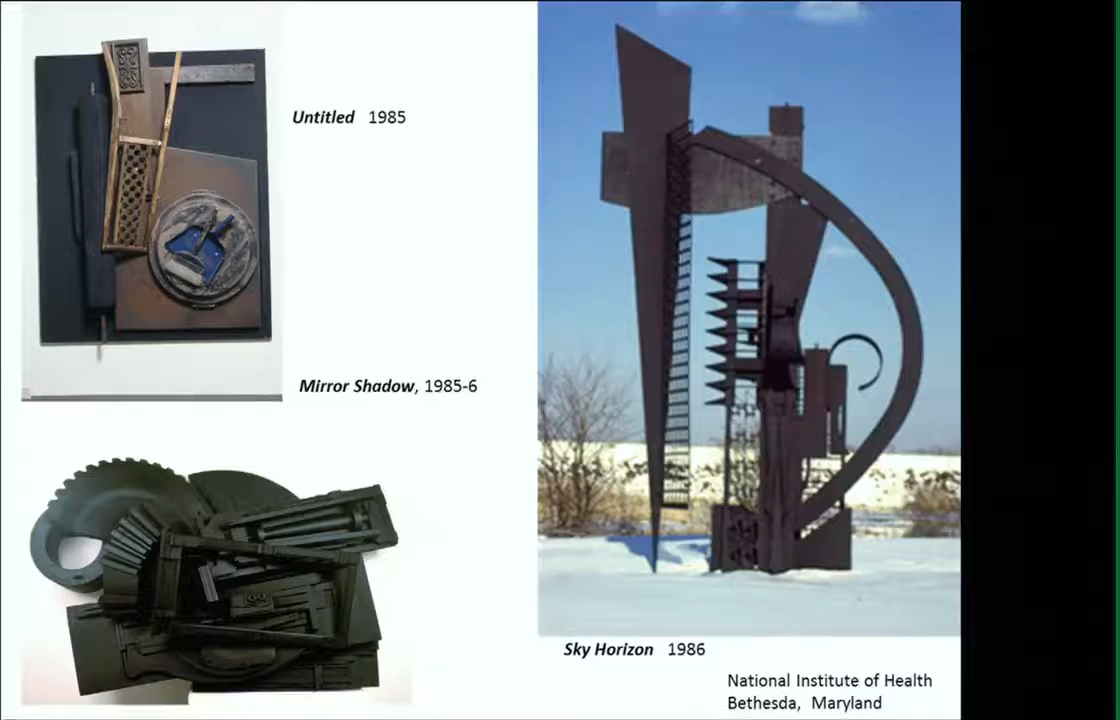 Untitled 1985
Mirror Shadow, 1985-6
Sky Horizon 1986
National Institute of Health
Bethesda, Maryland